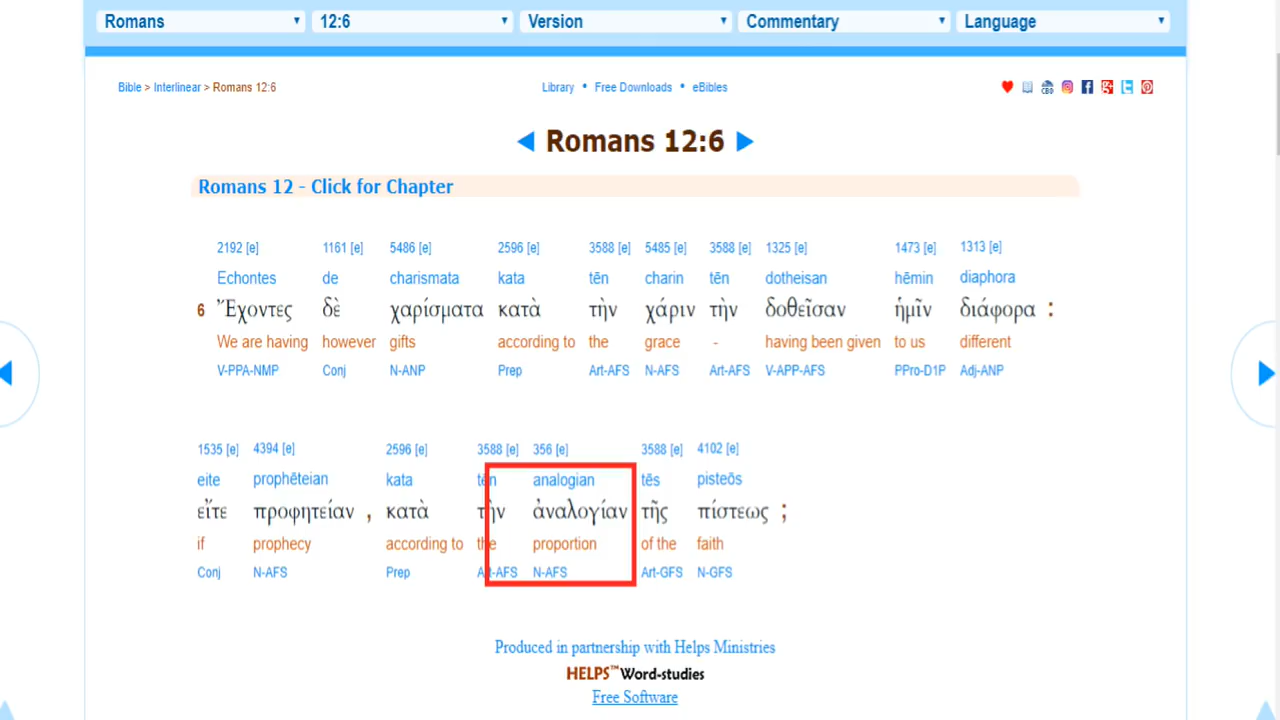 Romans 12:6 Version Commentary Language
Bible > Interlinear > Romans 12:6 Library • Free Downloads • eBibles
Romans 12:6
Romans 12 - Click for Chapter
2192 [e] 1161 [e] 5486 [e] 2596 [e] 3588 [e] 5485 [e] 3588 [e] 1325 [e] 1473 [e] 1313 [e]
Echontes de charismata kata tēn charin tēn dotheisan hēmin diaphora
6 Ἔχοντες δὲ χαρίσματα κατὰ τὴν χάριν τὴν δοθεῖσαν ἡμῖν διάφορα :
We are having however gifts according to the grace - having been given to us different
V-PPA-NMP Conj N-ANP Prep Art-AFS N-AFS Art-AFS V-APP-AFS PPro-D1P Adj-ANP
1535 [e] 4394 [e] 2596 [e] 3588 [e] 356 [e] 3588 [e] 4102 [e]
eite prophēteian kata tēn analogian tēs pisteōs
εἴτε προφητείαν , κατὰ τὴν ἀναλογίαν τῆς πίστεως ;
if prophecy according to the proportion of the faith
Conj N-AFS Prep Art-AFS N-AFS Art-GFS N-GFS
Produced in partnership with Helps Ministries
HELPS™ Word-studies
Free Software